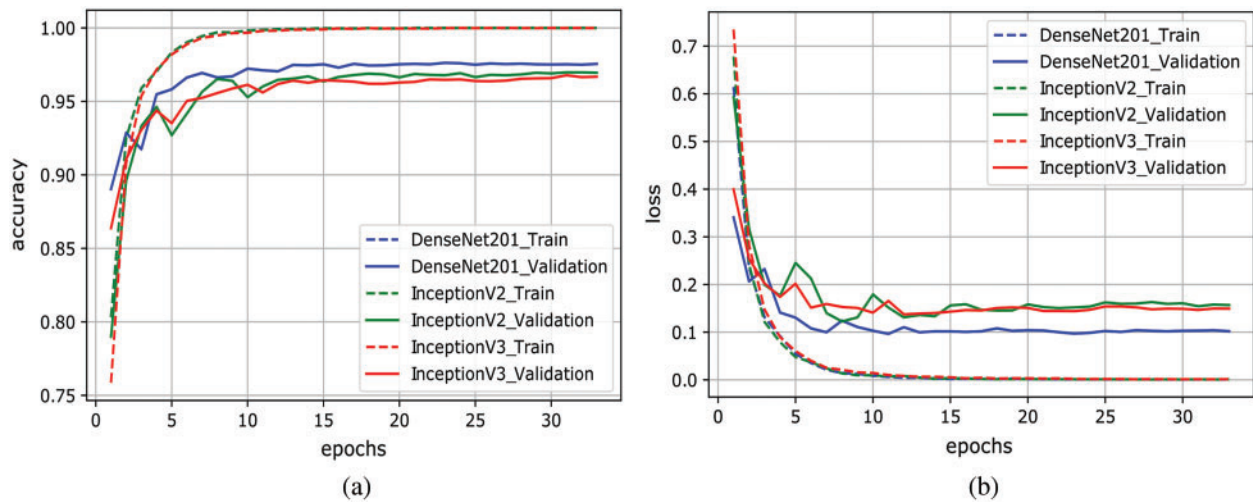 1.00
0.95
0.90
0.85
0.80
0.75
accuracy
DenseNet201_Train
DenseNet201_Validation
InceptionV2_Train
InceptionV2_Validation
InceptionV3_Train
InceptionV3_Validation
0 5 10 15 20 25 30
epochs
(a)
0.7
0.6
0.5
0.4
0.3
0.2
0.1
0.0
loss
DenseNet201_Train
DenseNet201_Validation
InceptionV2_Train
InceptionV2_Validation
InceptionV3_Train
InceptionV3_Validation
0 5 10 15 20 25 30
epochs
(b)